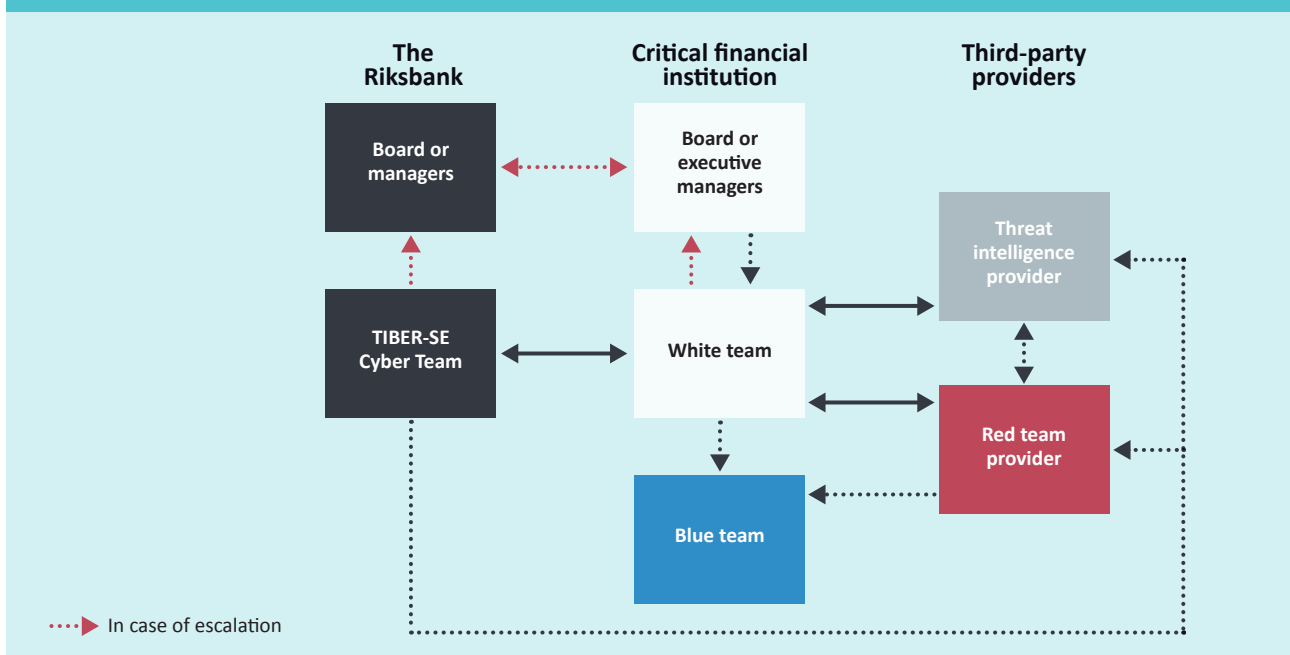 The
Riksbank
Critical financial
institution
Third-party
providers
Board or
managers
Board or
executive
managers
Threat
intelligence
provider
TIBER-SE
Cyber Team
White team
Red team
provider
Blue team
In case of escalation